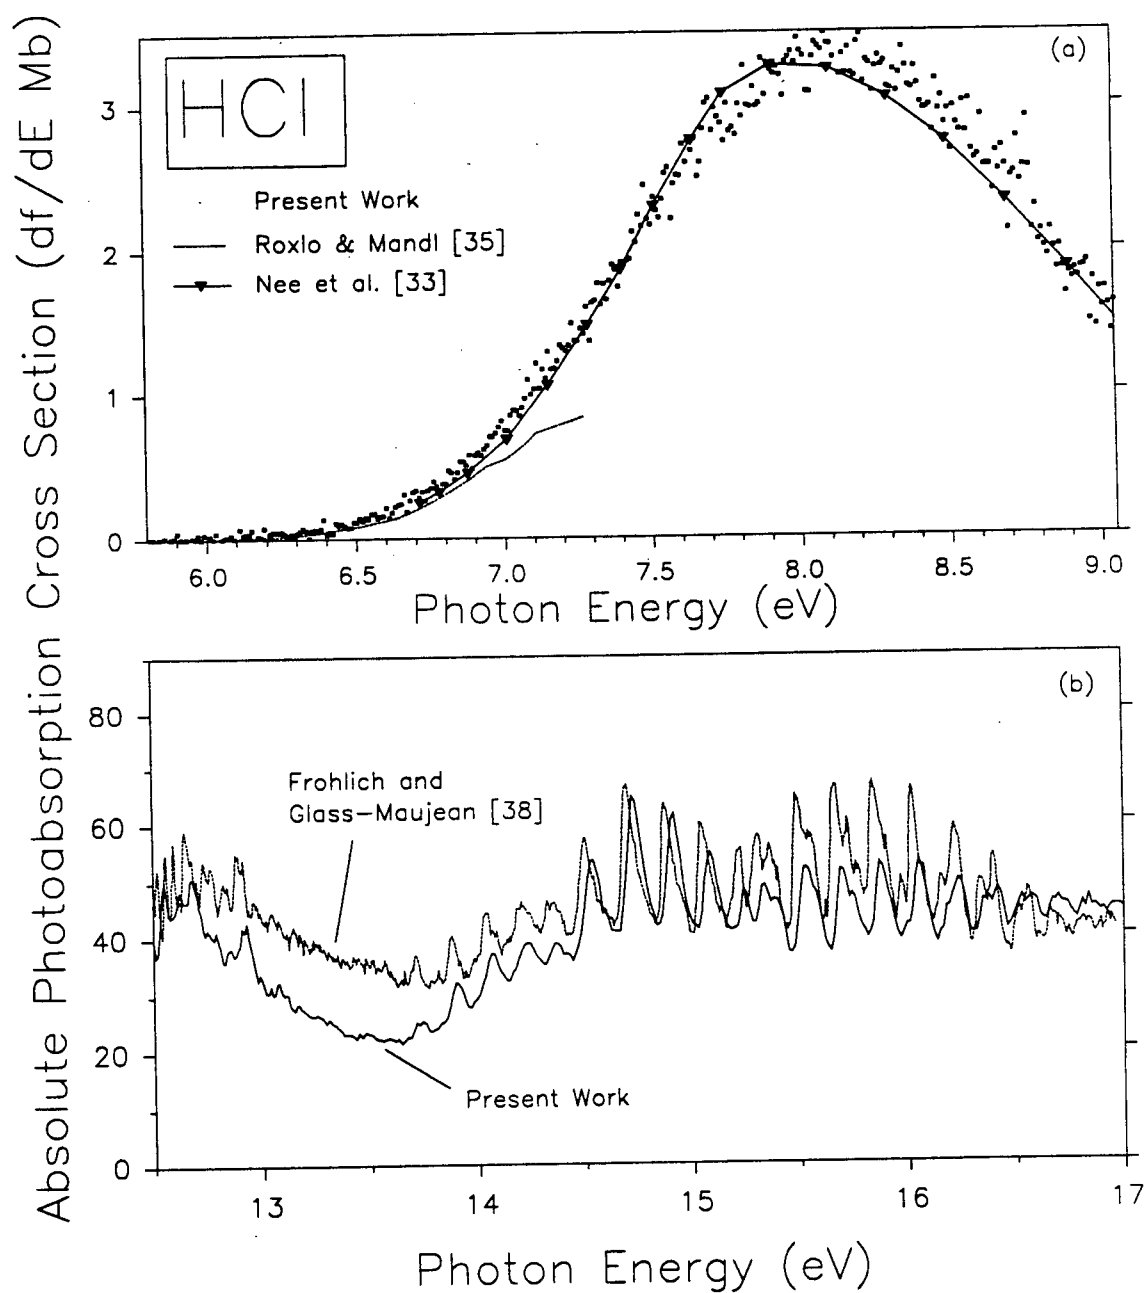 Absolute Photoabsorption Cross Section (df/dE Mb)
(a)
HCl
Present Work
Roxlo & Mandl [35]
Nee et al. [33]
3
2
1
0
6.0 6.5 7.0 7.5 8.0 8.5 9.0
Photon Energy (eV)
(b)
80
60
40
20
0
Frohlich and
Glass-Maujean [38]
Present Work
13 14 15 16 17
Photon Energy (eV)